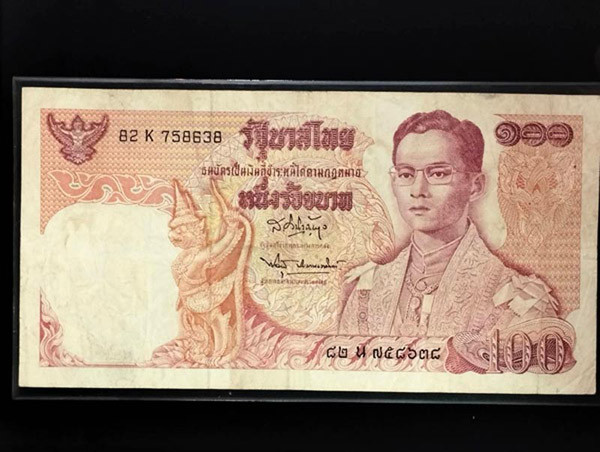 82 K 758638
รัฐบาลไทย
๑๐๐
ธนบัตรเป็นเงินที่ชำระหนี้ได้ตามกฎหมาย
หนึ่งร้อยบาท
๘๒ น ๗๕๘๖๓๘
100